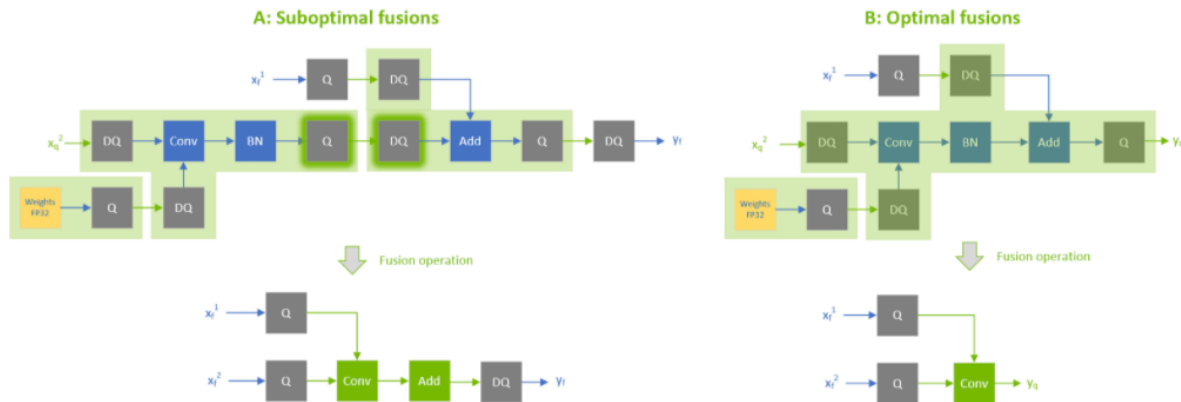 A: Suboptimal fusions
B: Optimal fusions
x_f^1 Q DQ
x_f^1 Q DQ
x_q^2 DQ Conv BN Q DQ Add Q DQ y_f
x_q^2 DQ Conv BN Add Q
Weights
FP32
Q DQ
Weights
FP32
Q DQ
Fusion operation
Fusion operation
x_f^1 Q
x_f^1 Q
x_f^2 Q Conv Add DQ y_f
x_f^2 Q Conv y_q